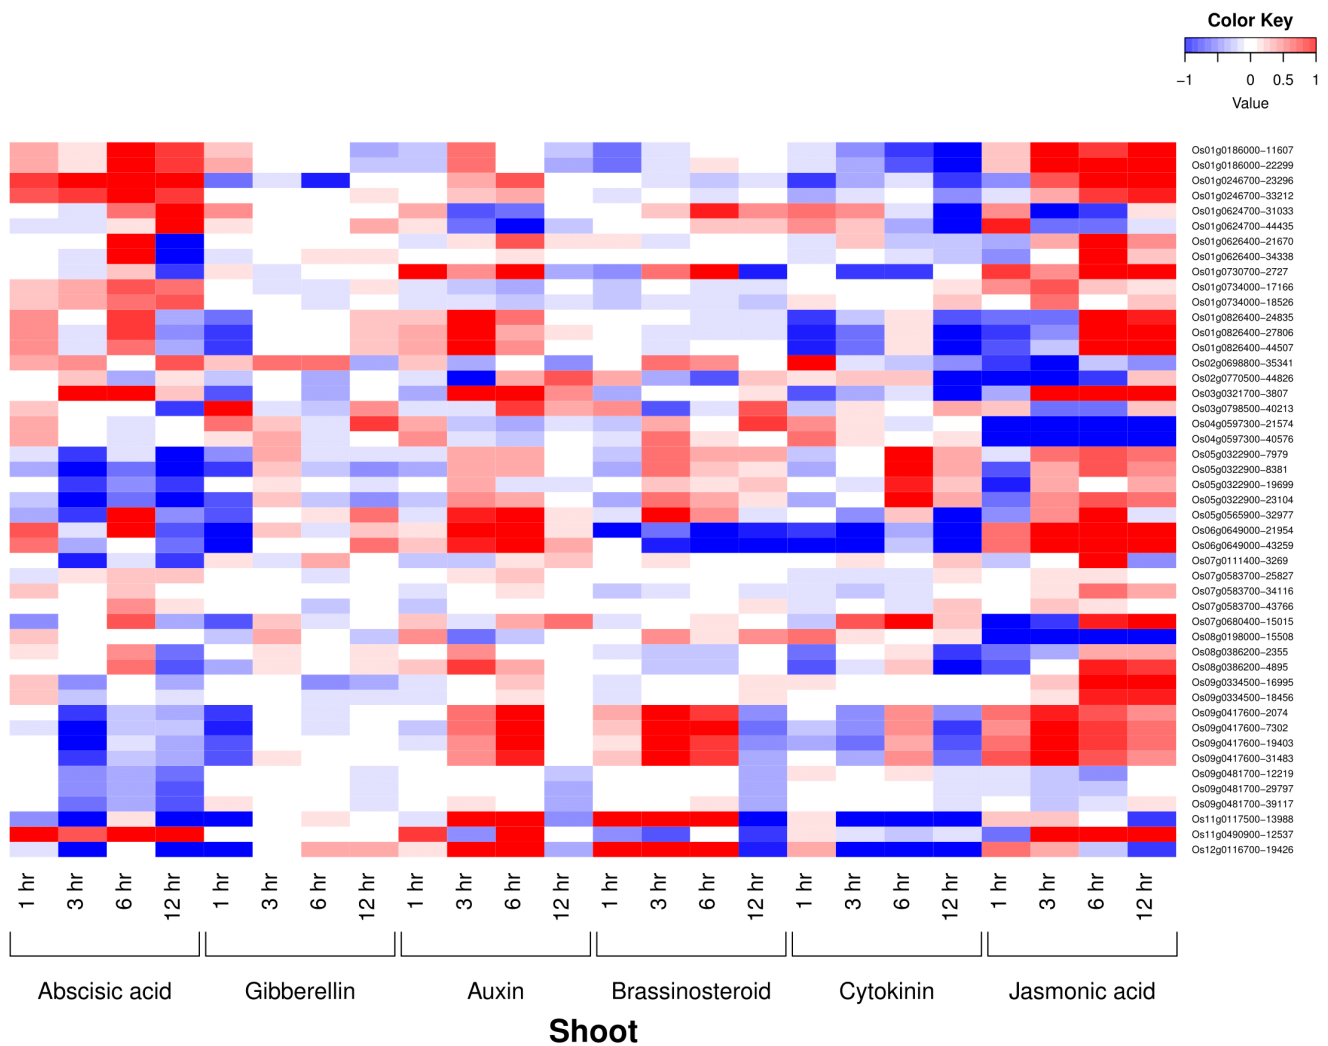 Color Key
−1 0 0.5 1
Value
Os01g0186000−11607
Os01g0186000−22299
Os01g0246700−23296
Os01g0246700−33212
Os01g0624700−31033
Os01g0624700−44435
Os01g0626400−21670
Os01g0626400−34338
Os01g0730700−2727
Os01g0734000−17166
Os01g0734000−18526
Os01g0826400−24835
Os01g0826400−27806
Os01g0826400−44507
Os02g0698800−35341
Os02g0770500−44826
Os03g0321700−3807
Os03g0798500−40213
Os04g0597300−21574
Os04g0597300−40576
Os05g0322900−7979
Os05g0322900−8381
Os05g0322900−19699
Os05g0322900−23104
Os05g0565900−32977
Os06g0649000−21954
Os06g0649000−43259
Os07g0111400−3269
Os07g0583700−25827
Os07g0583700−34116
Os07g0583700−43766
Os07g0680400−15015
Os08g0198000−15508
Os08g0386200−2355
Os08g0386200−4895
Os09g0334500−16995
Os09g0334500−18456
Os09g0417600−2074
Os09g0417600−7302
Os09g0417600−19403
Os09g0417600−31483
Os09g0481700−12219
Os09g0481700−29797
Os09g0481700−39117
Os11g0117500−13988
Os11g0490900−12537
Os12g0116700−19426
1 hr 3 hr 6 hr 12 hr 1 hr 3 hr 6 hr 12 hr 1 hr 3 hr 6 hr 12 hr 1 hr 3 hr 6 hr 12 hr 1 hr 3 hr 6 hr 12 hr 1 hr 3 hr 6 hr 12 hr
Abscisic acid Gibberellin Auxin Brassinosteroid Cytokinin Jasmonic acid
Shoot